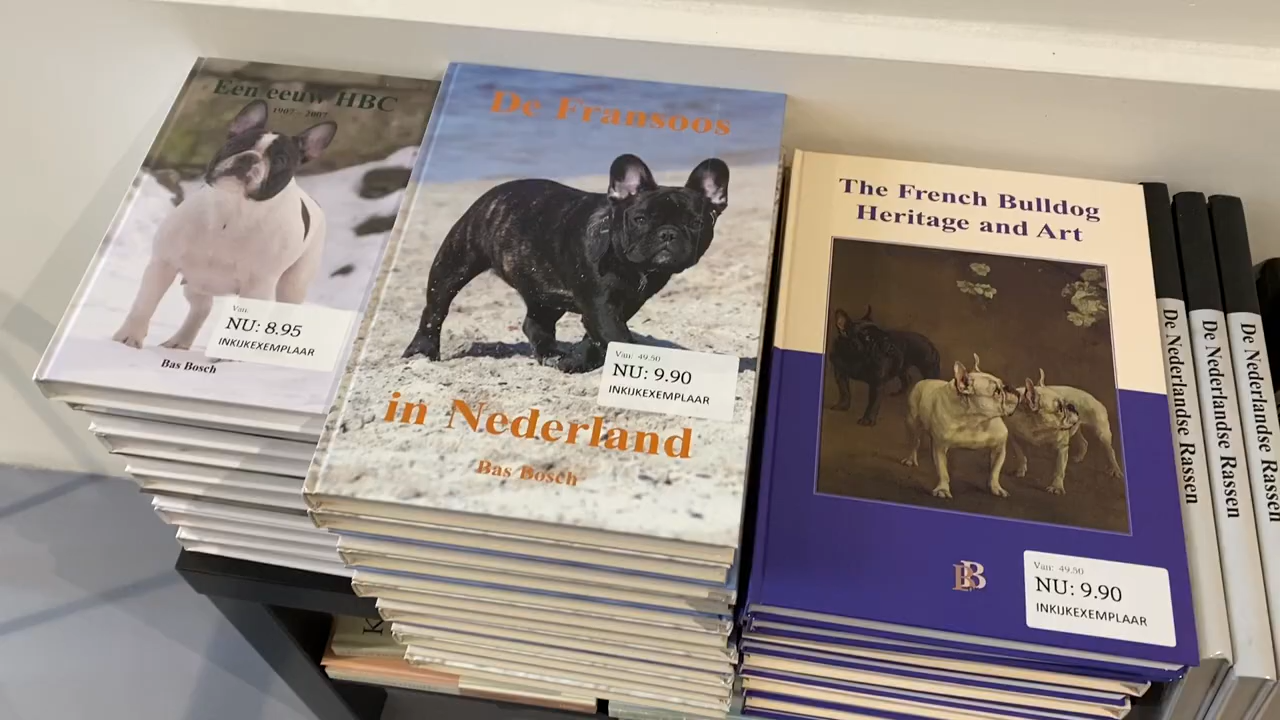 Een eeuw HBC
1907 - 2007
Van:
NU: 8.95
INKIJKEXEMPLAAR
Bas Bosch
De Fransoos
Van: 49.50
NU: 9.90
INKIJKEXEMPLAAR
in Nederland
Bas Bosch
The French Bulldog
Heritage and Art
BB
Van: 49.50
NU: 9.90
INKIJKEXEMPLAAR
De Nederlandse Rassen
De Nederlandse Rassen
De Nederlandse Rassen
K